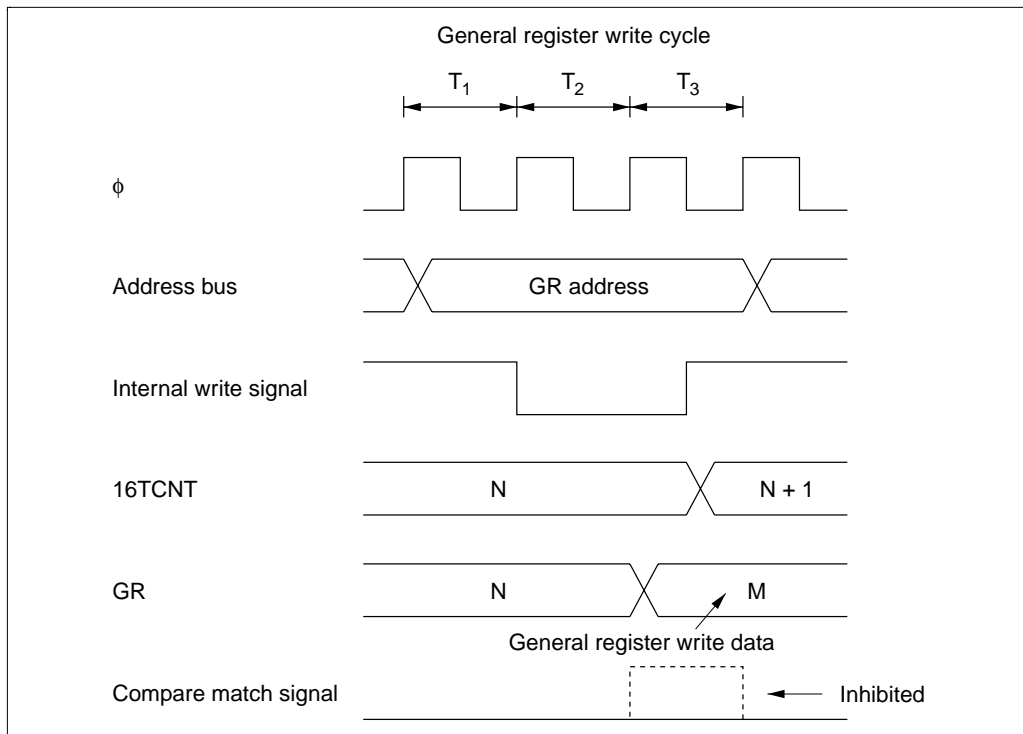 General register write cycle
T1 T2 T3
φ
Address bus GR address
Internal write signal
16TCNT N N + 1
GR N M
General register write data
Compare match signal Inhibited